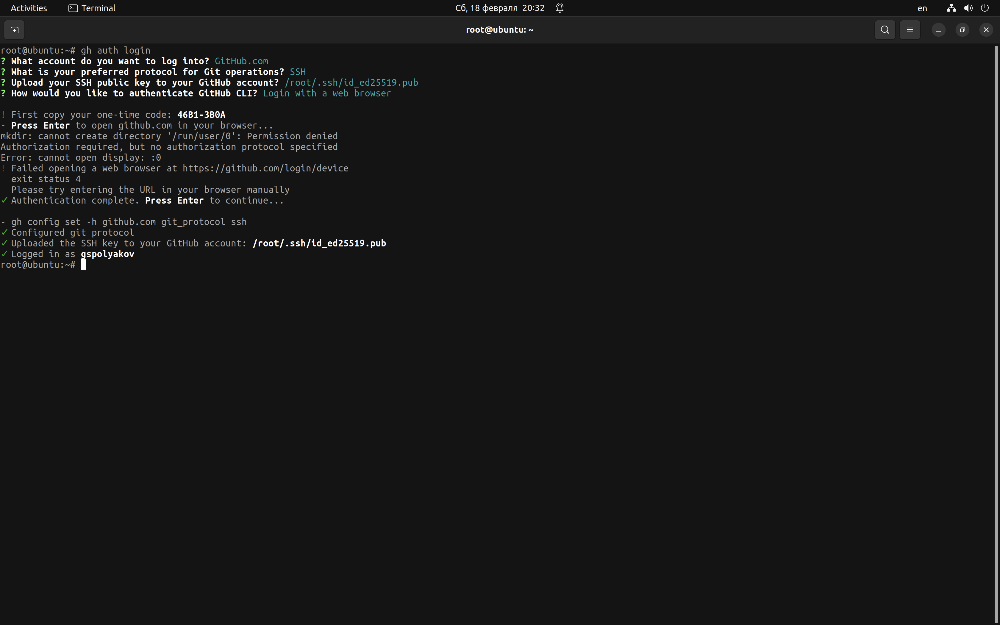 Activities Terminal Сб, 18 февраля 20:32 en
root@ubuntu: ~
root@ubuntu:~# gh auth login
? What account do you want to log into? GitHub.com
? What is your preferred protocol for Git operations? SSH
? Upload your SSH public key to your GitHub account? /root/.ssh/id_ed25519.pub
? How would you like to authenticate GitHub CLI? Login with a web browser
! First copy your one-time code: 46B1-3B0A
- Press Enter to open github.com in your browser...
mkdir: cannot create directory '/run/user/0': Permission denied
Authorization required, but no authorization protocol specified
Error: cannot open display: :0
! Failed opening a web browser at https://github.com/login/device
exit status 4
Please try entering the URL in your browser manually
✓ Authentication complete. Press Enter to continue...
- gh config set -h github.com git_protocol ssh
✓ Configured git protocol
✓ Uploaded the SSH key to your GitHub account: /root/.ssh/id_ed25519.pub
✓ Logged in as gspolyakov
root@ubuntu:~#